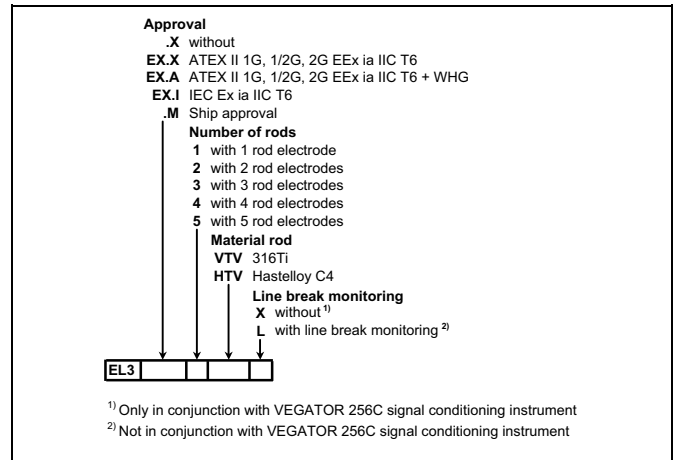 Approval
.X without
EX.X ATEX II 1G, 1/2G, 2G EEx ia IIC T6
EX.A ATEX II 1G, 1/2G, 2G EEx ia IIC T6 + WHG
EX.I IEC Ex ia IIC T6
.M Ship approval
Number of rods
1 with 1 rod electrode
2 with 2 rod electrodes
3 with 3 rod electrodes
4 with 4 rod electrodes
5 with 5 rod electrodes
Material rod
VTV 316Ti
HTV Hastelloy C4
Line break monitoring
X without 1)
L with line break monitoring 2)
EL3
1) Only in conjunction with VEGATOR 256C signal conditioning instrument
2) Not in conjunction with VEGATOR 256C signal conditioning instrument